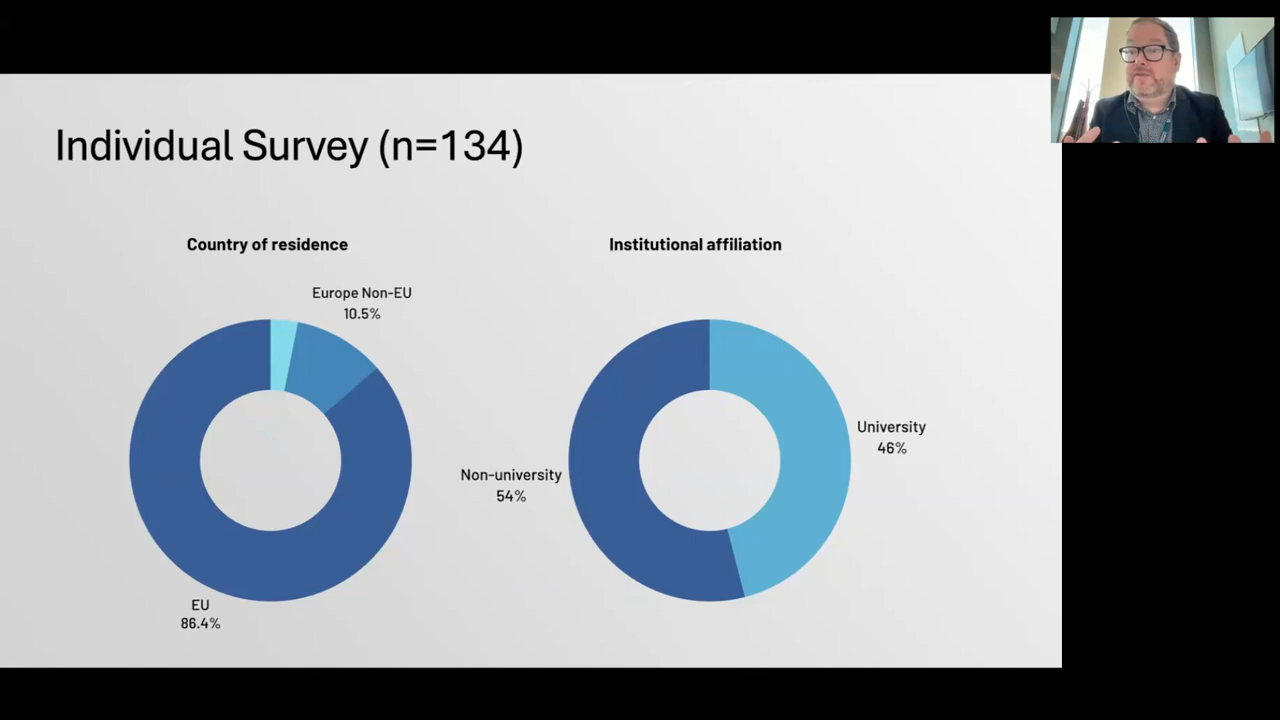 Individual Survey (n=134)
Country of residence
Europe Non-EU
10.5%
EU
86.4%
Institutional affiliation
University
46%
Non-university
54%